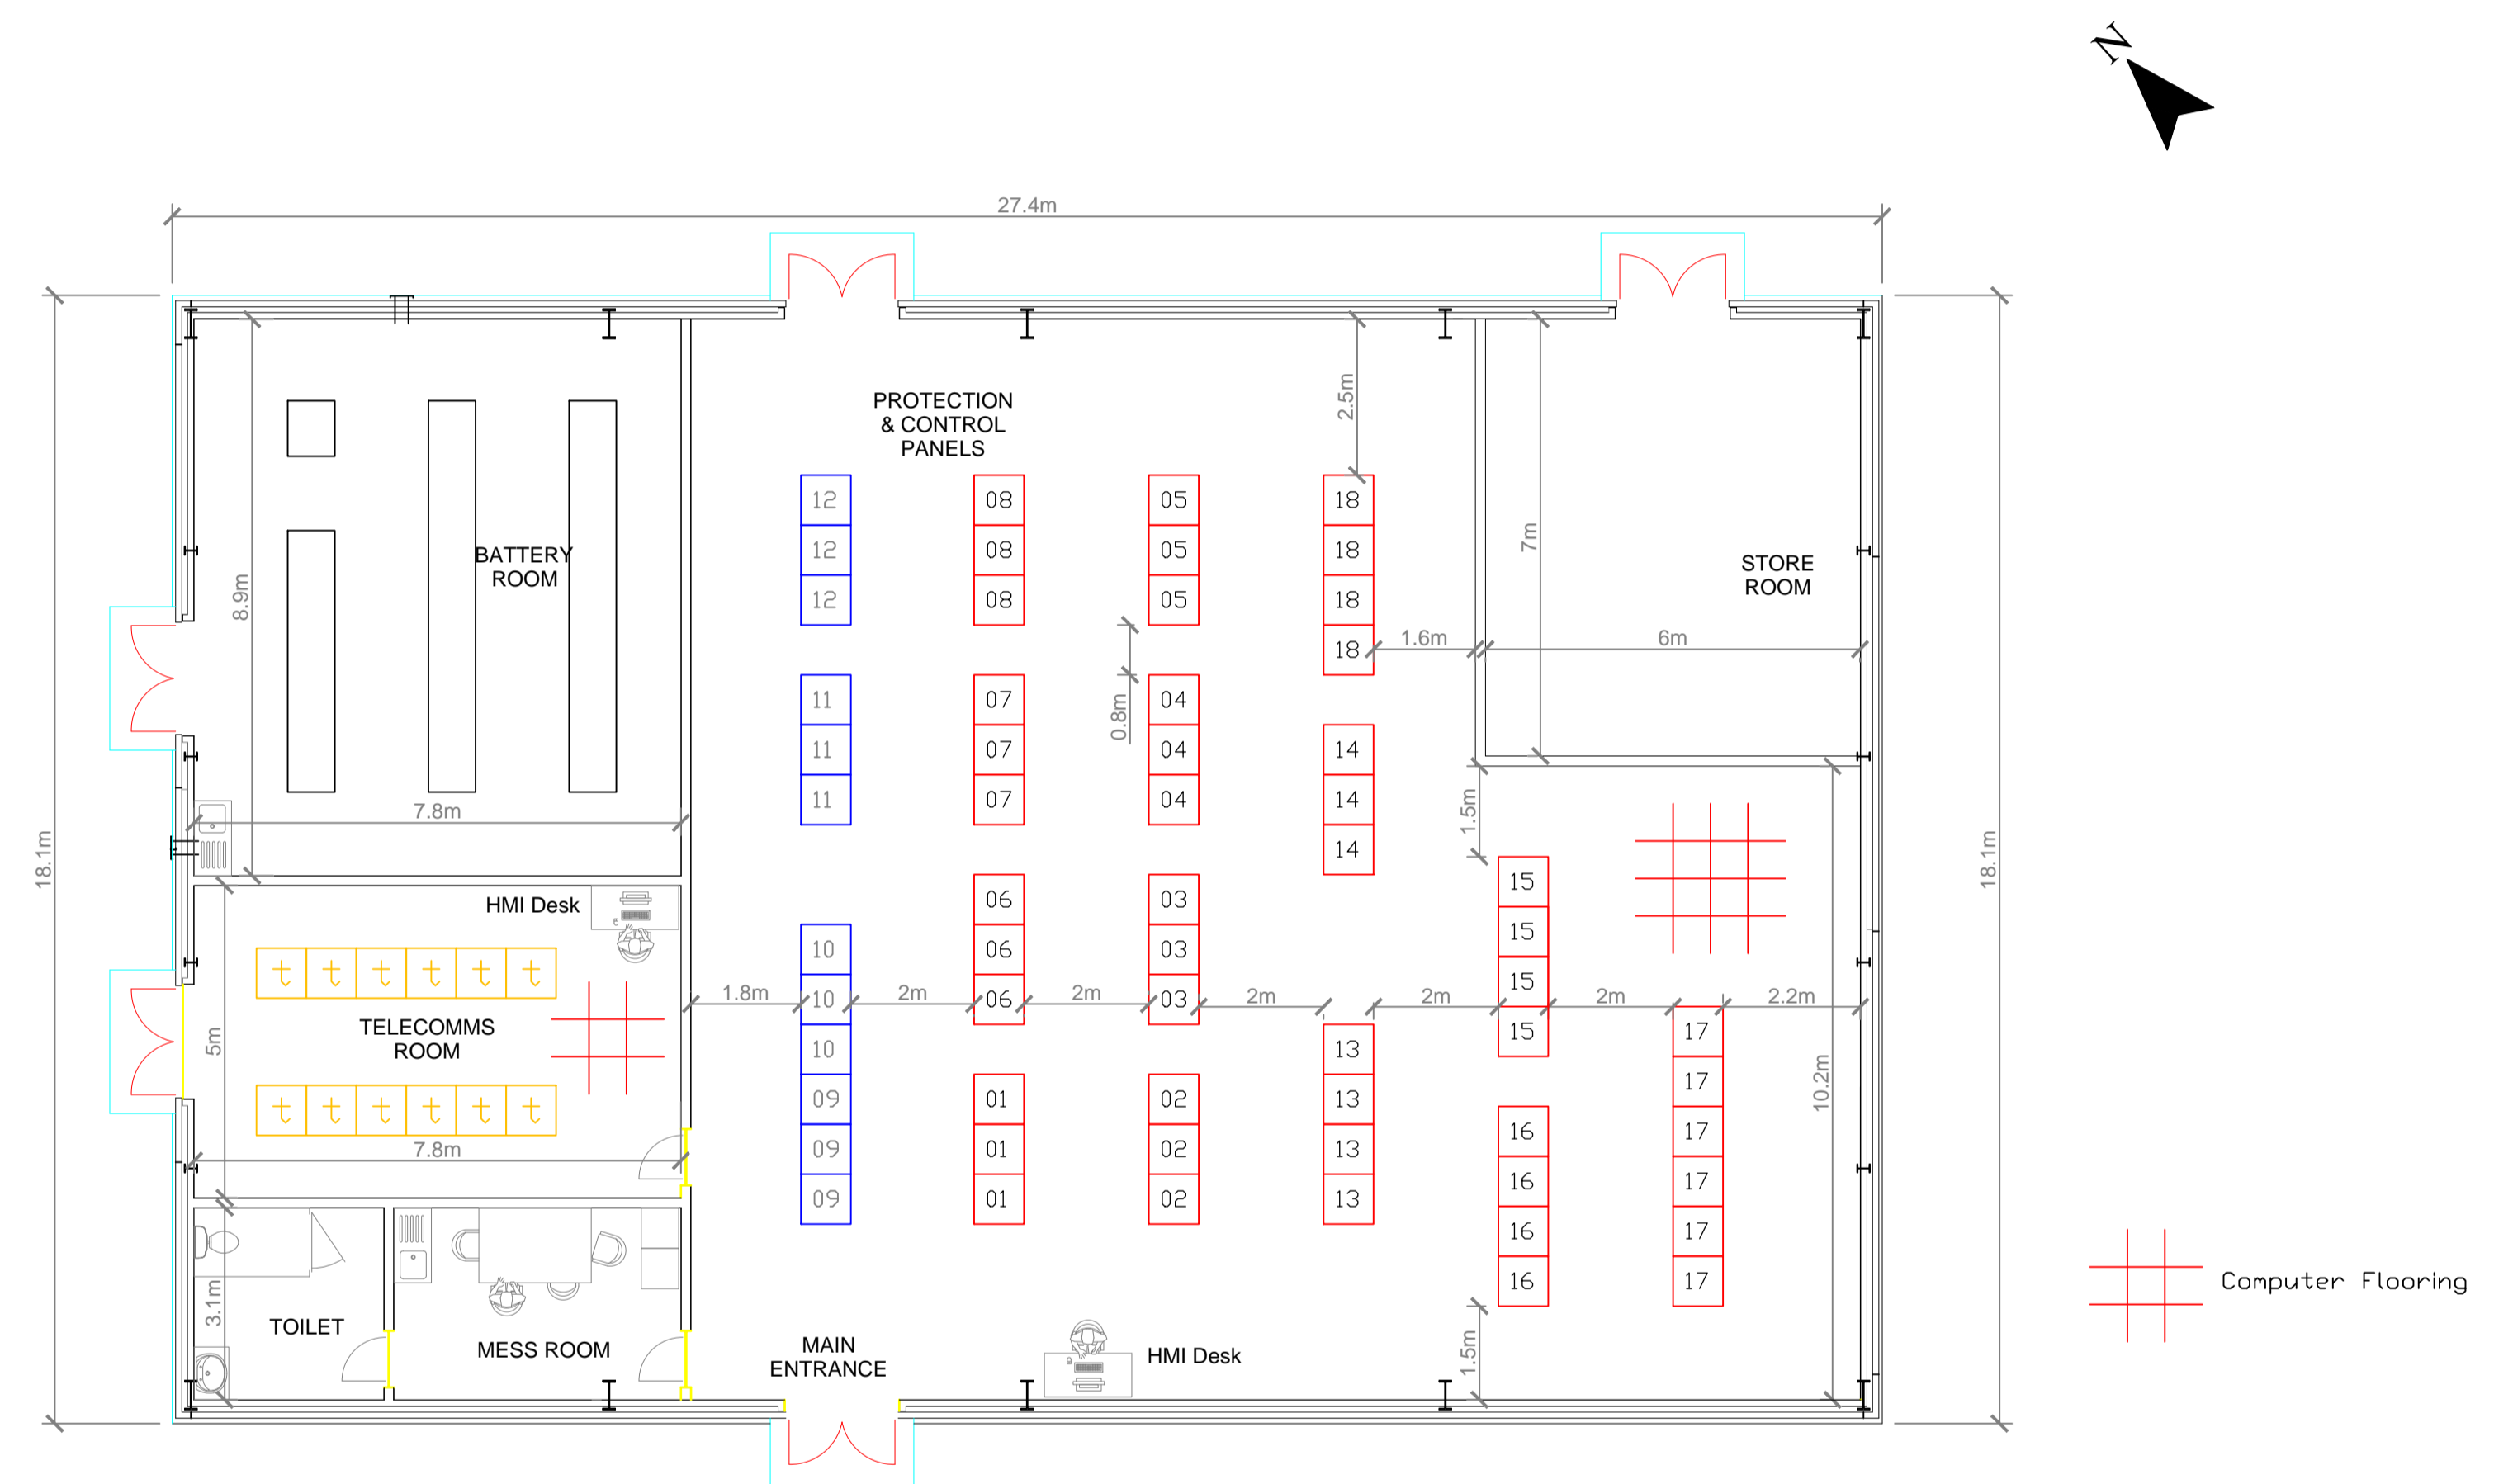 N
27.4m
PROTECTION
& CONTROL
PANELS
2.5m
12 08 05 18
12 08 05 18
12 08 05 18
18
BATTERY
ROOM
STORE
ROOM
7m
8.9m
1.6m
6m
0.8m
11 07 04
11 07 04 14
11 07 04 14
14
7.8m
1.5m
18.1m
18.1m
HMI Desk
06 03
15
10 06 03
15
10 06 03
15
1.8m
2m
2m
2m
2m
2m
2.2m
t t t t t t
TELECOMMS
ROOM
5m
10 13
15 17
09 01 02 13
17
10.2m
t t t t t t
7.8m
09 01 02 13
16 17
09 01 02 13
16 17
16 17
16 17
3.1m
TOILET
MESS ROOM
MAIN
ENTRANCE
HMI Desk
1.5m
Computer Flooring